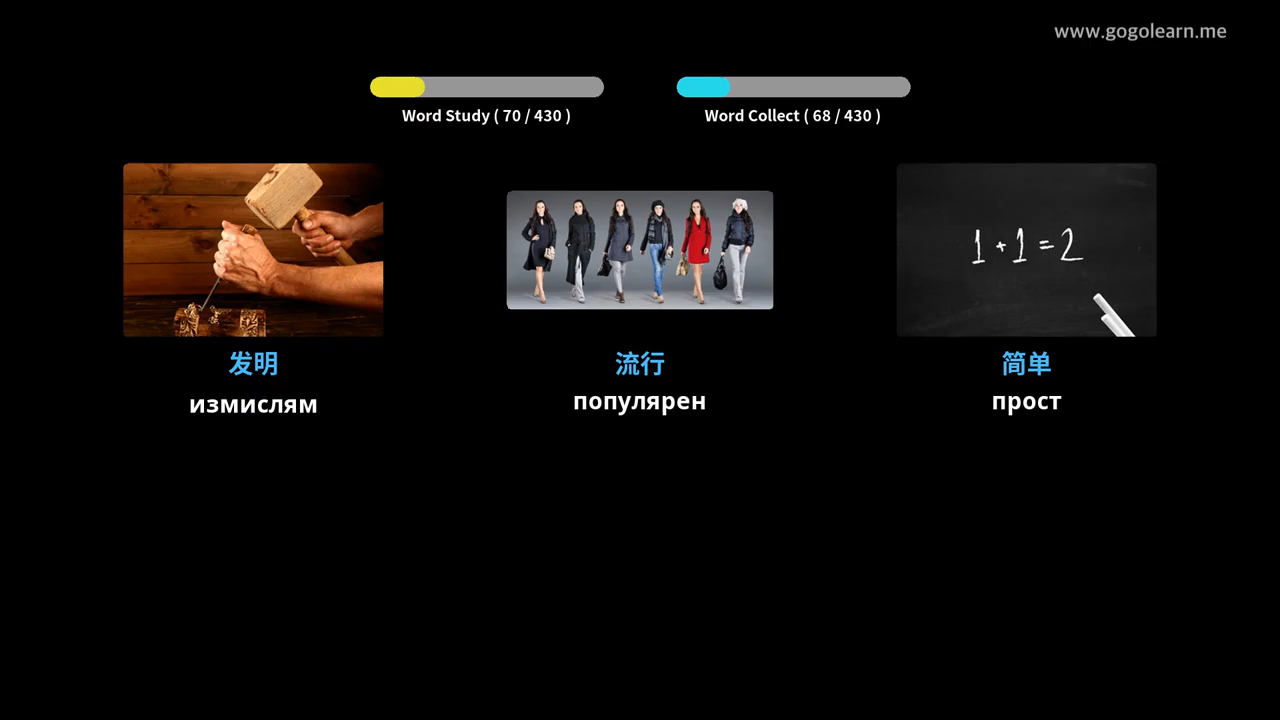 www.gogolearn.me
Word Study ( 70 / 430 )
Word Collect ( 68 / 430 )
1 + 1 = 2
发明
流行
简单
измислям
популярен
прост